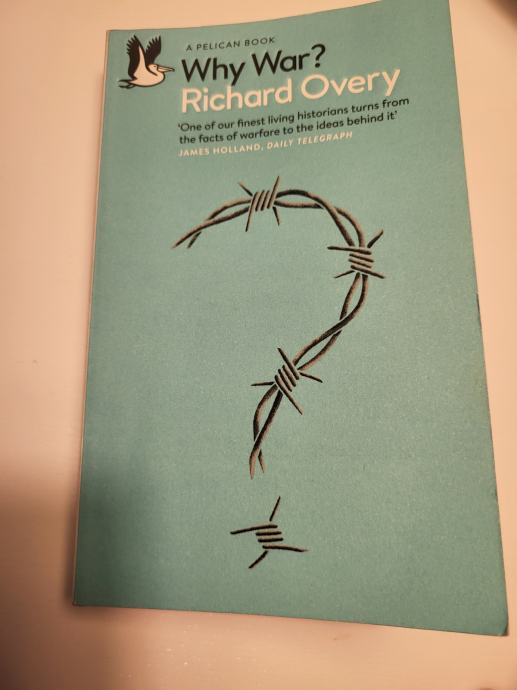 A PELICAN BOOK
Why War?
Richard Overy
'One of our finest living historians turns from
the facts of warfare to the ideas behind it'
JAMES HOLLAND, DAILY TELEGRAPH